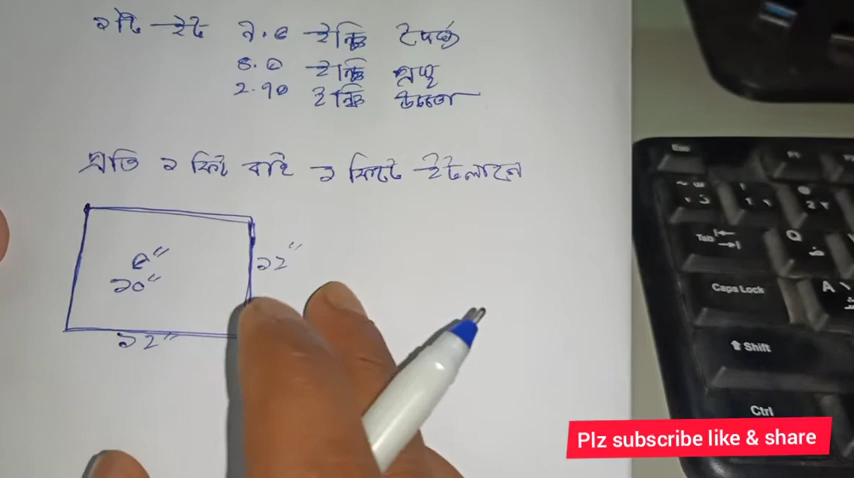 ১টি ইট ৯.৫ ইঞ্চি দৈর্ঘ্য
৪.৫ ইঞ্চি প্রস্থ
২.৭৫ ইঞ্চি উচ্চতা
প্রতি ১ ফিট বাই ১ ফিটে ইট লাগে
৫"
১০"
১২"
১২"
Plz subscribe like & share
Esc
F1
Tab
Q
Caps Lock
A
Shift
Ctrl